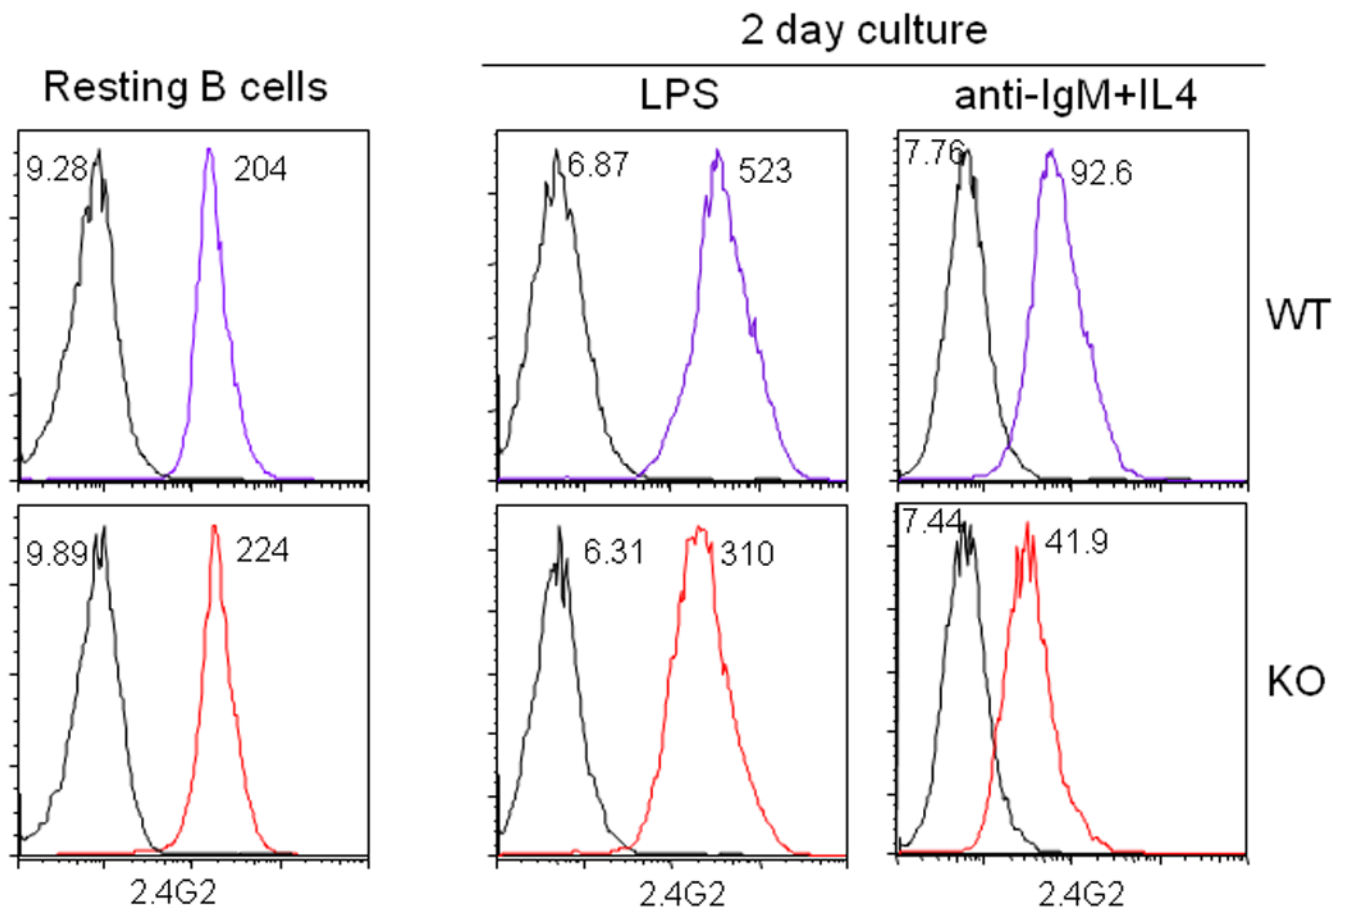 2 day culture
Resting B cells
LPS
anti-IgM+IL4
9.28
204
6.87
523
7.76
92.6
WT
9.89
224
6.31
310
7.44
41.9
KO
2.4G2
2.4G2
2.4G2